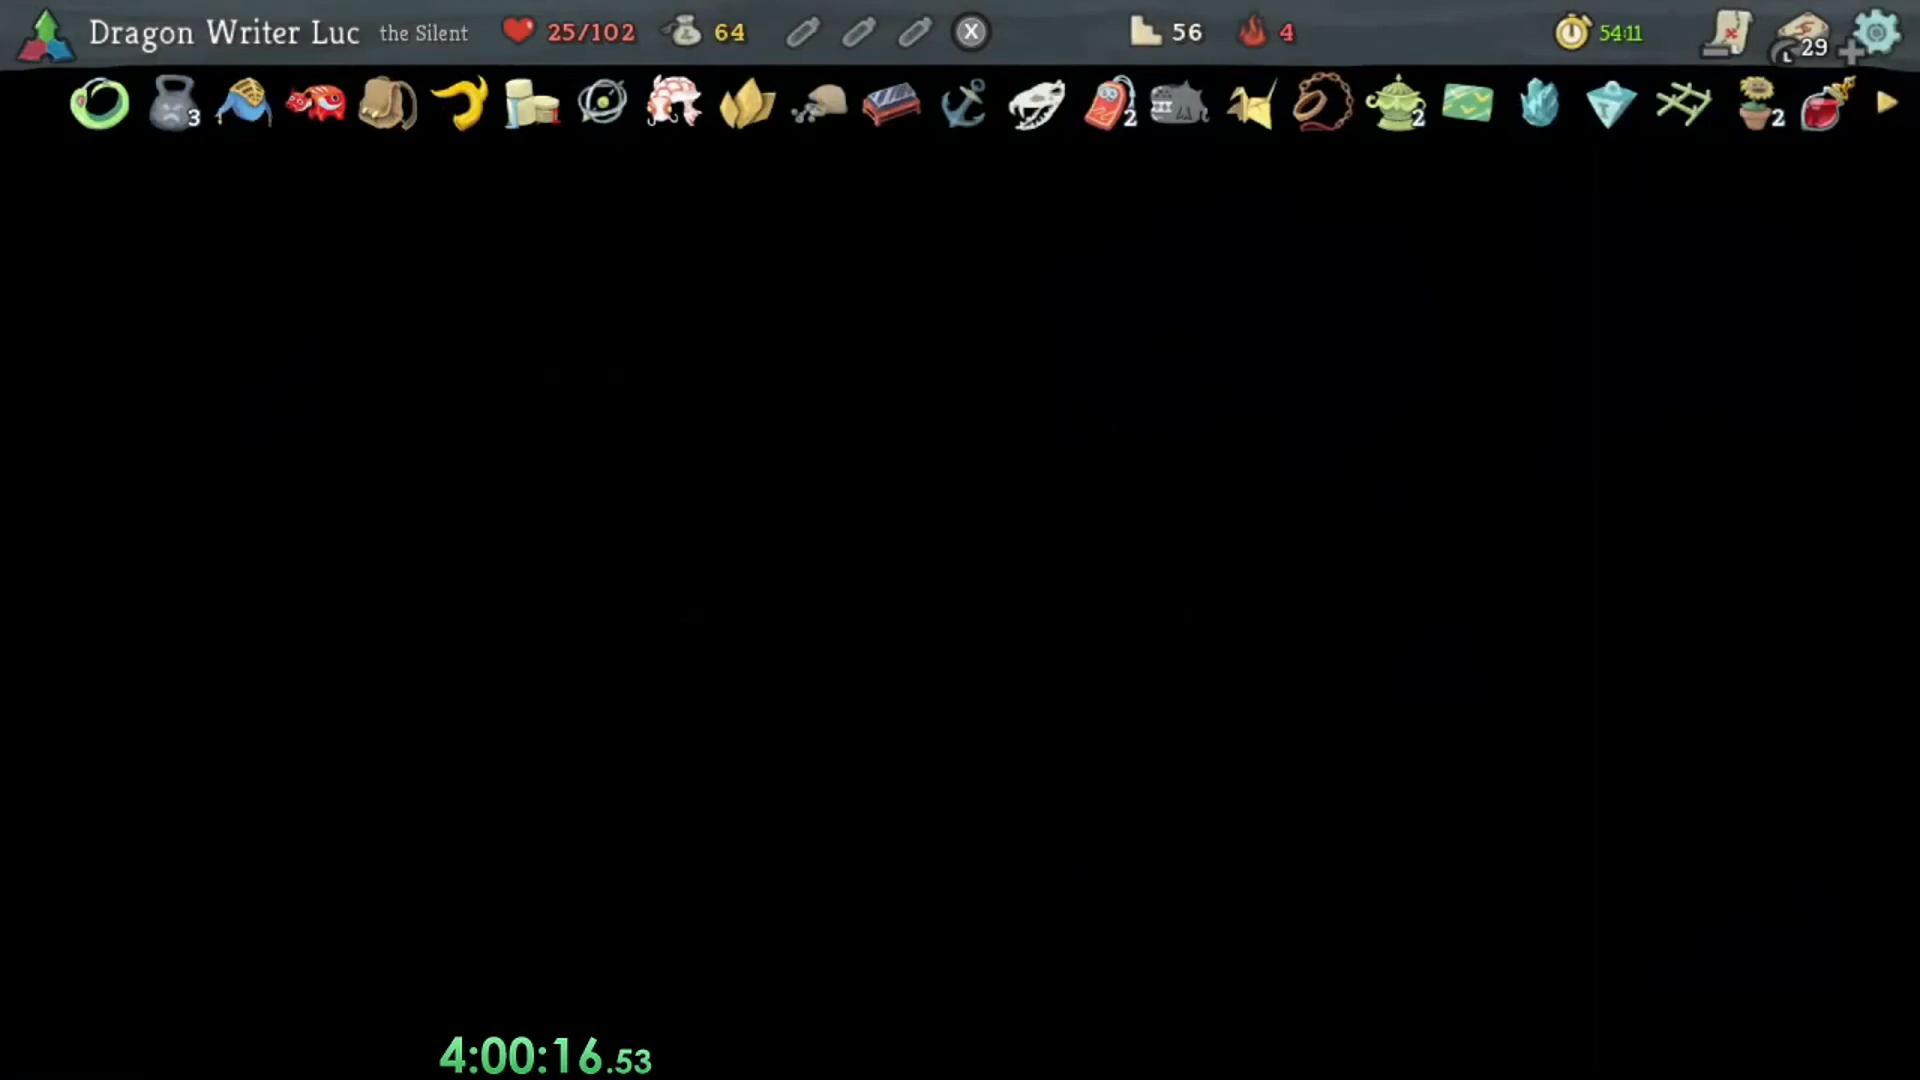 Dragon Writer Luc the Silent 25/102 64 X 56 4 54:11 L 29
3 2 2 T 2
4:00:16.53